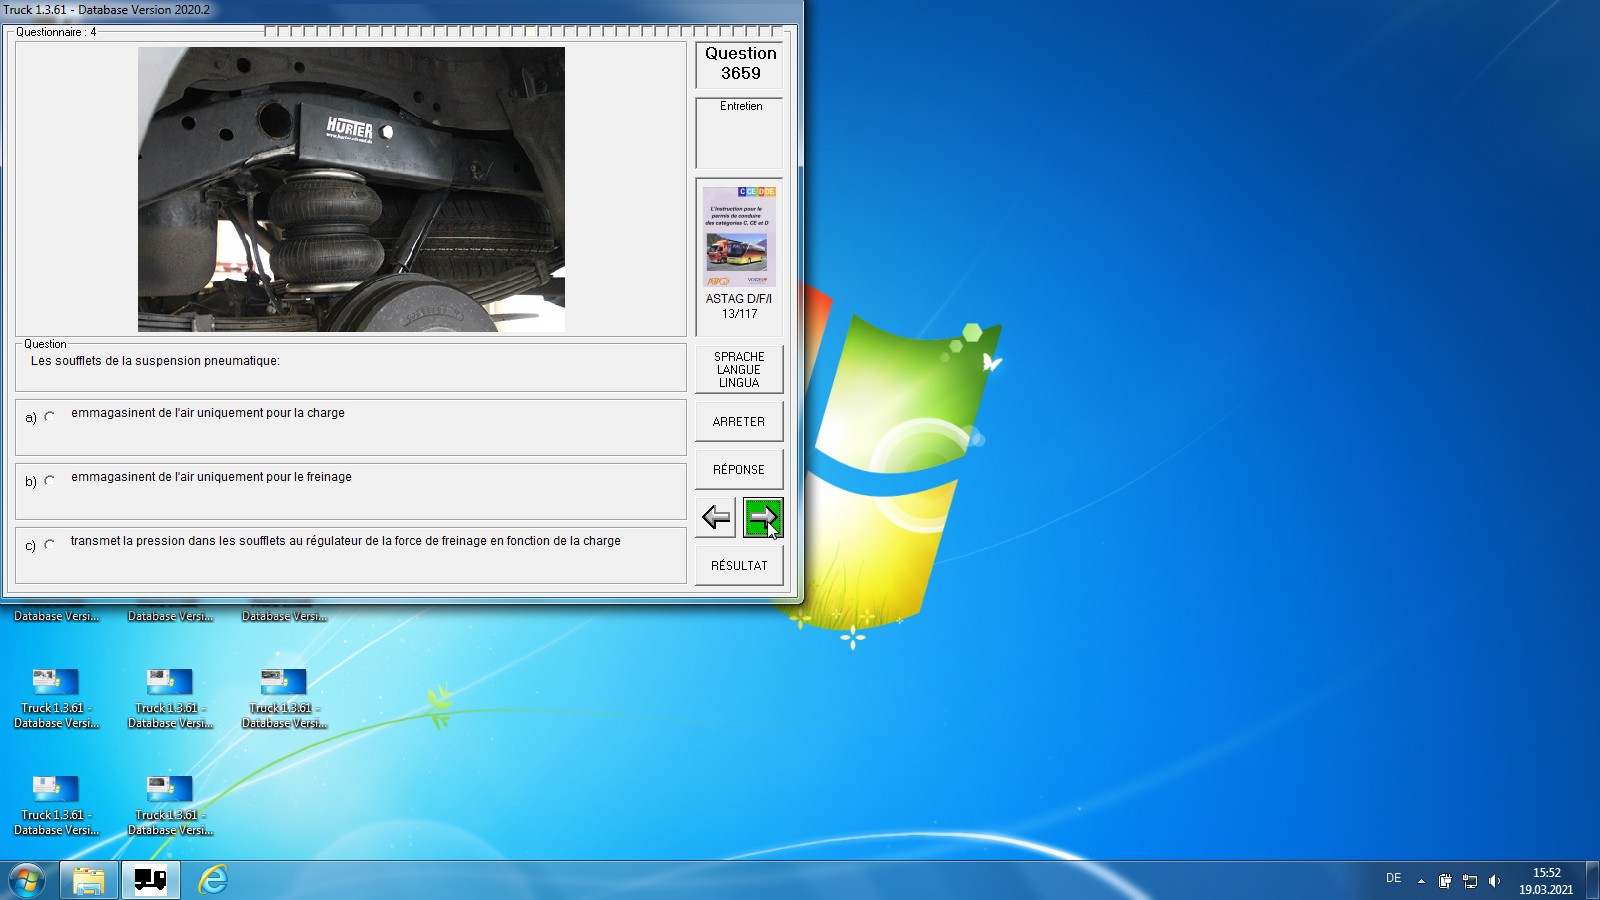 Truck 1.3.61 - Database Version 2020.2
Questionnaire : 4
HURTER
Question
3659
Entretien
C CE D DE
L'instruction pour le
permis de conduire
des catégories C, CE et D
ASTAG D/F/I
13/117
Question
Les soufflets de la suspension pneumatique:
a) emmagasinent de l'air uniquement pour la charge
b) emmagasinent de l'air uniquement pour le freinage
c) transmet la pression dans les soufflets au régulateur de la force de freinage en fonction de la charge
SPRACHE
LANGUE
LINGUA
ARRETER
RÉPONSE
RÉSULTAT
Database Versi...
Database Versi...
Database Versi...
Truck 1.3.61 -
Database Versi...
Truck 1.3.61 -
Database Versi...
Truck 1.3.61 -
Database Versi...
Truck 1.3.61 -
Database Versi...
Truck 1.3.61 -
Database Versi...
DE
15:52
19.03.2021